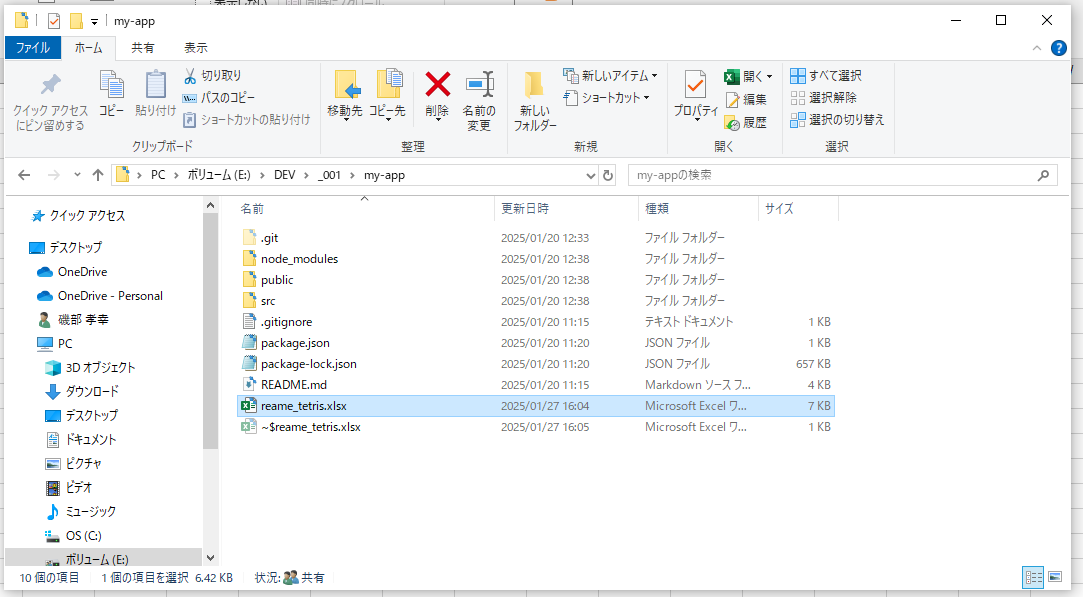 my-app
ファイル ホーム 共有 表示
クイック アクセス
にピン留めする
コピー
貼り付け
切り取り
パスのコピー
ショートカットの貼り付け
クリップボード
移動先
コピー先
削除
名前の
変更
整理
新しい
フォルダー
新しいアイテム
ショートカット
新規
プロパティ
開く
編集
履歴
開く
すべて選択
選択解除
選択の切り替え
選択
PC > ボリューム (E:) > DEV > _001 > my-app
my-appの検索
クイック アクセス
デスクトップ
OneDrive
OneDrive - Personal
磯部 孝幸
PC
3D オブジェクト
ダウンロード
デスクトップ
ドキュメント
ピクチャ
ビデオ
ミュージック
OS (C:)
ボリューム (E:)
名前 更新日時 種類 サイズ
.git 2025/01/20 12:33 ファイル フォルダー
node_modules 2025/01/20 12:38 ファイル フォルダー
public 2025/01/20 12:38 ファイル フォルダー
src 2025/01/20 12:38 ファイル フォルダー
.gitignore 2025/01/20 11:15 テキスト ドキュメント 1 KB
package.json 2025/01/20 11:20 JSON ファイル 1 KB
package-lock.json 2025/01/20 11:20 JSON ファイル 657 KB
README.md 2025/01/20 11:15 Markdown ソース フ... 4 KB
reame_tetris.xlsx 2025/01/27 16:04 Microsoft Excel ワ... 7 KB
~$reame_tetris.xlsx 2025/01/27 16:05 Microsoft Excel ワ... 1 KB
10 個の項目 1 個の項目を選択 6.42 KB 状況: 共有